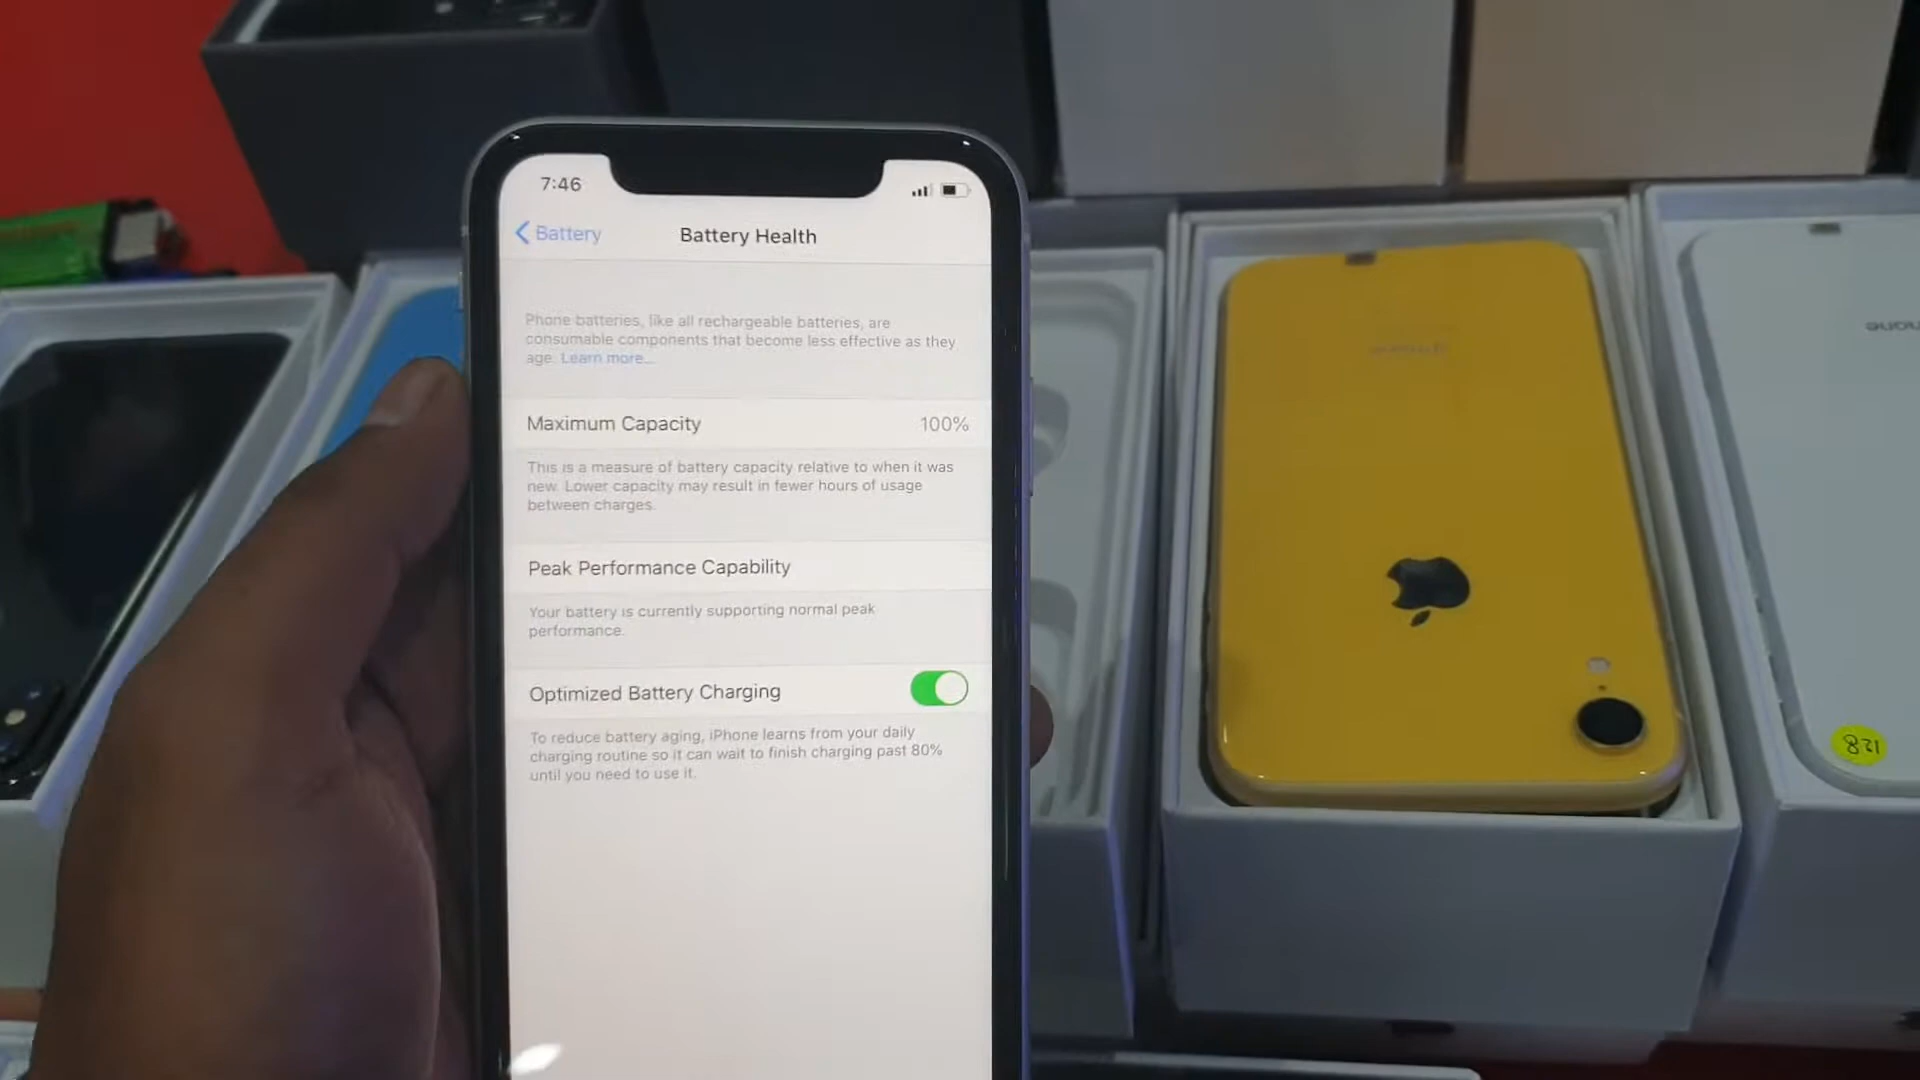 7:46
Battery
Battery Health
Phone batteries, like all rechargeable batteries, are
consumable components that become less effective as they
age. Learn more...
Maximum Capacity 100%
This is a measure of battery capacity relative to when it was
new. Lower capacity may result in fewer hours of usage
between charges.
Peak Performance Capability
Your battery is currently supporting normal peak
performance.
Optimized Battery Charging
To reduce battery aging, iPhone learns from your daily
charging routine so it can wait to finish charging past 80%
until you need to use it.
128